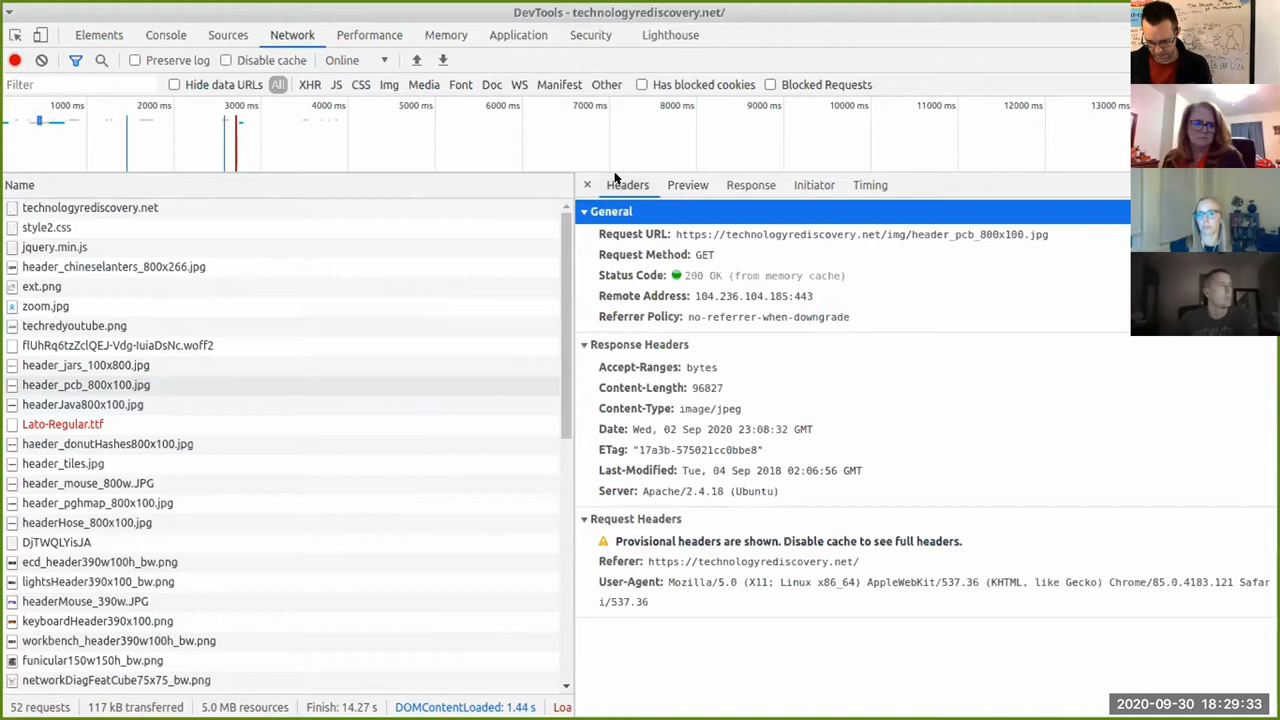 DevTools - technologyrediscovery.net/
Elements Console Sources Network Performance Memory Application Security Lighthouse
Preserve log Disable cache Online
Filter Hide data URLs All XHR JS CSS Img Media Font Doc WS Manifest Other Has blocked cookies Blocked Requests
1000 ms 2000 ms 3000 ms 4000 ms 5000 ms 6000 ms 7000 ms 8000 ms 9000 ms 10000 ms 11000 ms 12000 ms 13000 ms
Name
technologyrediscovery.net
style2.css
jquery.min.js
header_chineselanters_800x266.jpg
ext.png
zoom.jpg
techredyoutube.png
flUhRq6tzZclQEJ-Vdg-IuiaDsNc.woff2
header_jars_100x800.jpg
header_pcb_800x100.jpg
headerJava800x100.jpg
Lato-Regular.ttf
haeder_donutHashes800x100.jpg
header_tiles.jpg
header_mouse_800w.JPG
header_pghmap_800x100.jpg
headerHose_800x100.jpg
DjTWQLYisJA
ecd_header390w100h_bw.png
lightsHeader390x100_bw.png
headerMouse_390w.JPG
keyboardHeader390x100.png
workbench_header390w100h_bw.png
funicular150w150h_bw.png
networkDiagFeatCube75x75_bw.png
52 requests 117 kB transferred 5.0 MB resources Finish: 14.27 s DOMContentLoaded: 1.44 s Loa
× Headers Preview Response Initiator Timing
General
Request URL: https://technologyrediscovery.net/img/header_pcb_800x100.jpg
Request Method: GET
Status Code: 200 OK (from memory cache)
Remote Address: 104.236.104.185:443
Referrer Policy: no-referrer-when-downgrade
Response Headers
Accept-Ranges: bytes
Content-Length: 96827
Content-Type: image/jpeg
Date: Wed, 02 Sep 2020 23:08:32 GMT
ETag: "17a3b-575021cc0bbe8"
Last-Modified: Tue, 04 Sep 2018 02:06:56 GMT
Server: Apache/2.4.18 (Ubuntu)
Request Headers
Provisional headers are shown. Disable cache to see full headers.
Referer: https://technologyrediscovery.net/
User-Agent: Mozilla/5.0 (X11; Linux x86_64) AppleWebKit/537.36 (KHTML, like Gecko) Chrome/85.0.4183.121 Safar
i/537.36
2020-09-30 18:29:33